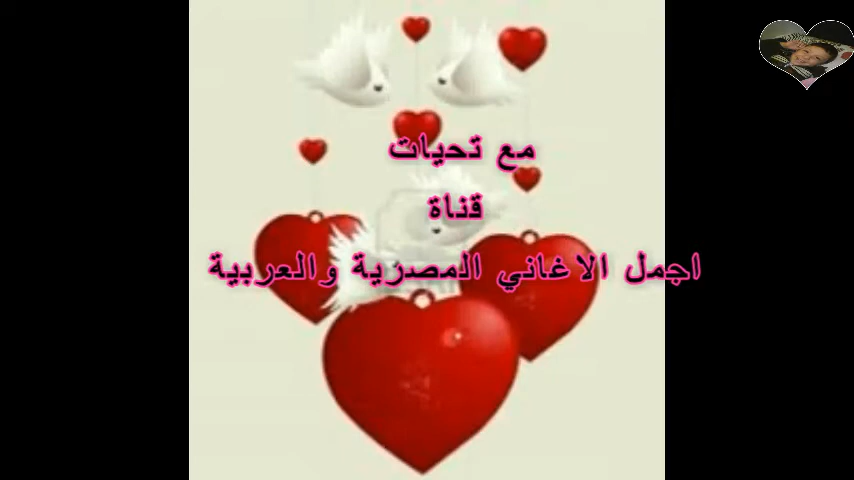 مع تحيات
قناة
اجمل الاغاني المصرية والعربية